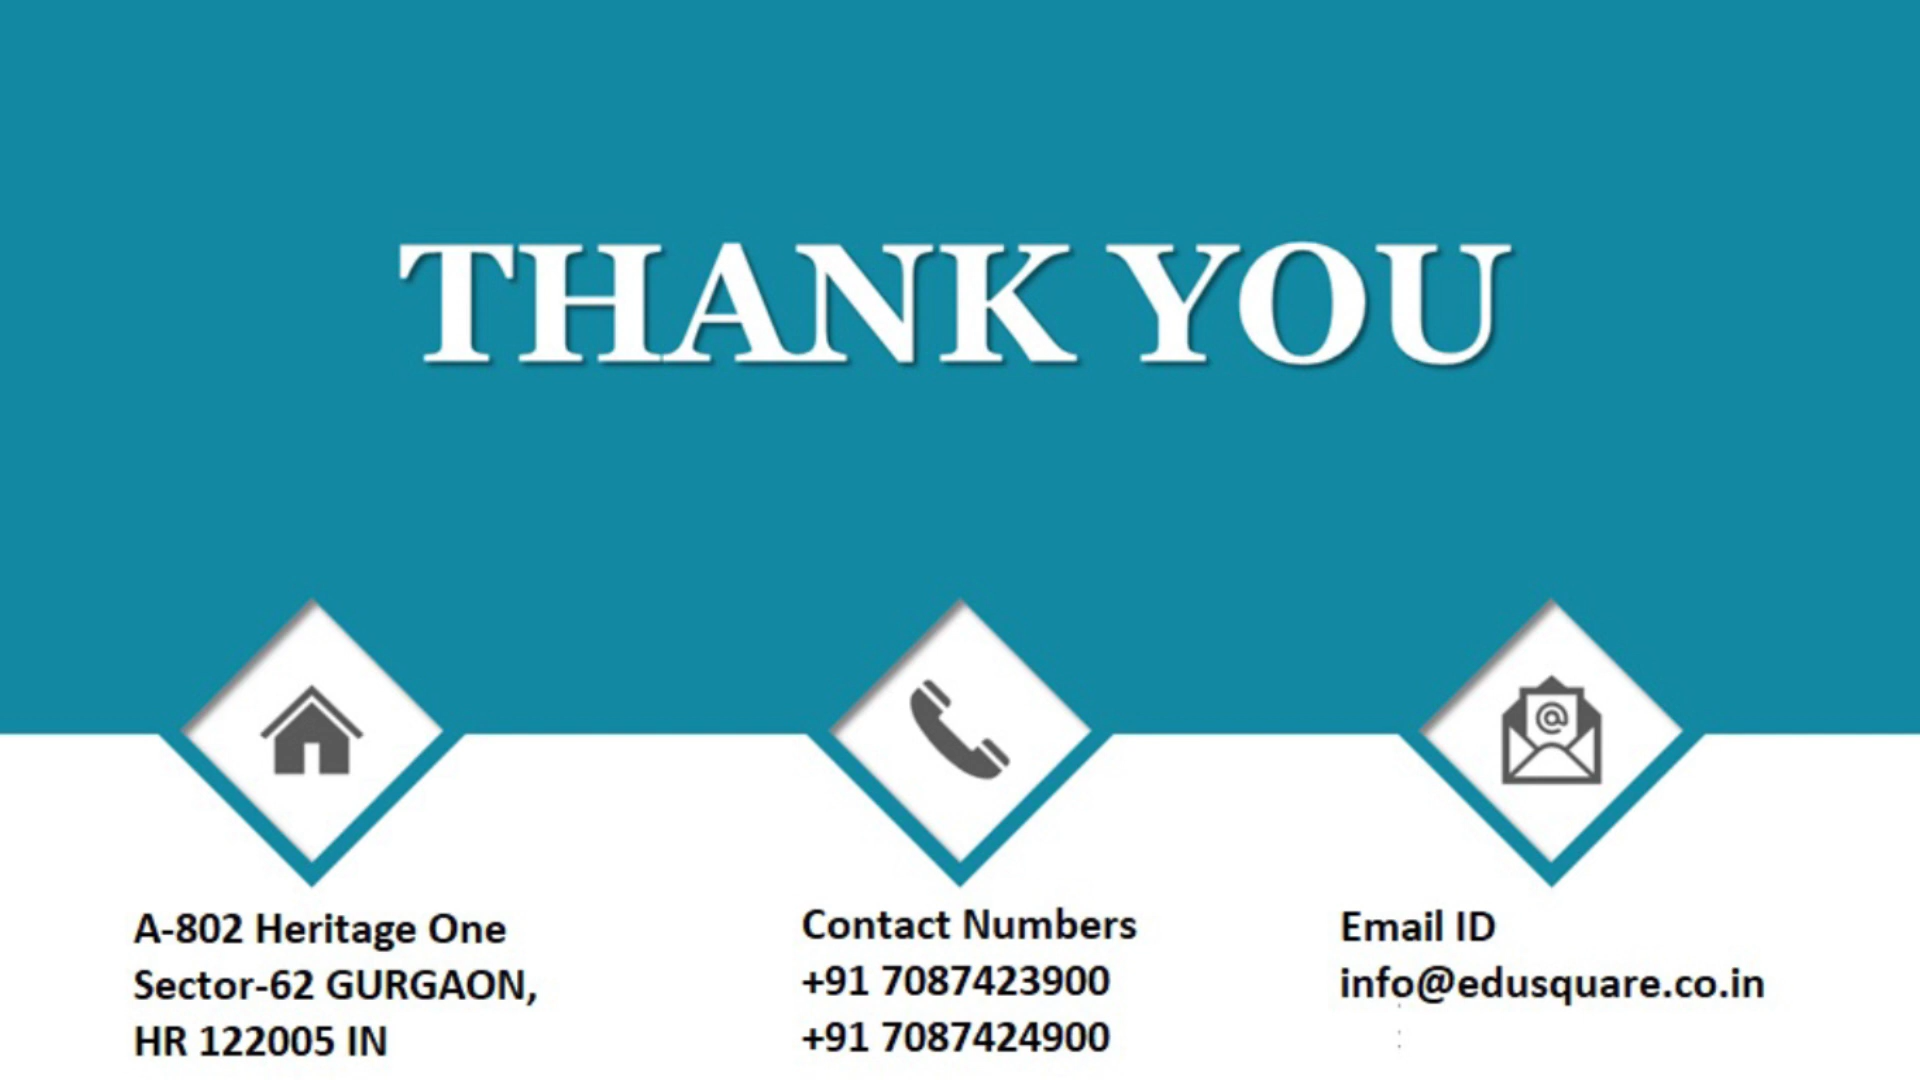 THANK YOU
A-802 Heritage One
Sector-62 GURGAON,
HR 122005 IN
Contact Numbers
+91 7087423900
+91 7087424900
Email ID
info@edusquare.co.in